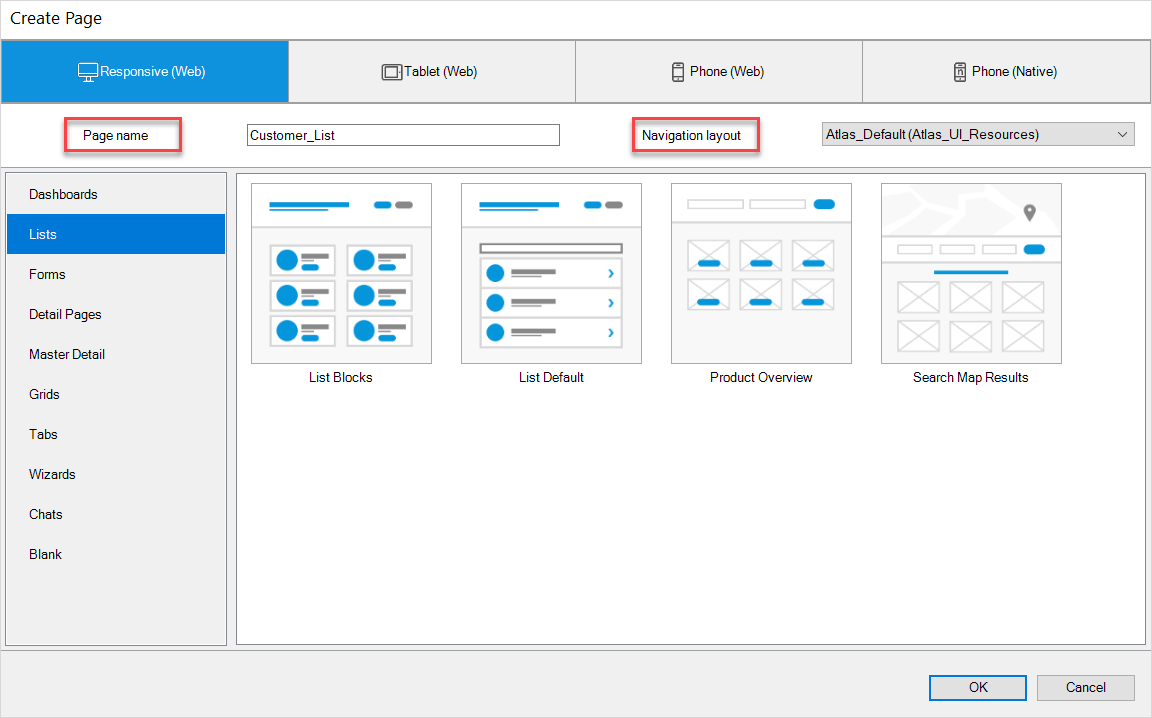 Create Page
Responsive (Web)
Tablet (Web)
Phone (Web)
Phone (Native)
Page name
Customer_List
Navigation layout
Atlas_Default (Atlas_UI_Resources)
Dashboards
Lists
Forms
Detail Pages
Master Detail
Grids
Tabs
Wizards
Chats
Blank
List Blocks
List Default
Product Overview
Search Map Results
OK
Cancel